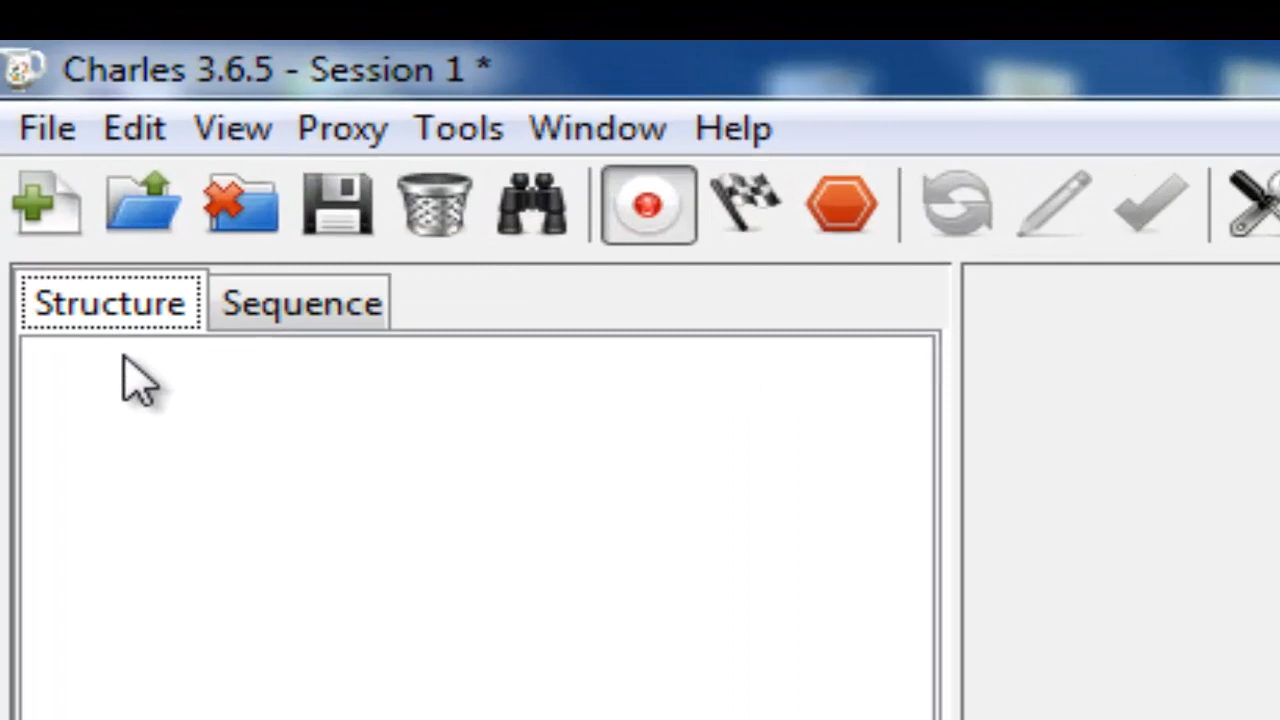 Charles 3.6.5 - Session 1 *
File Edit View Proxy Tools Window Help
Structure Sequence